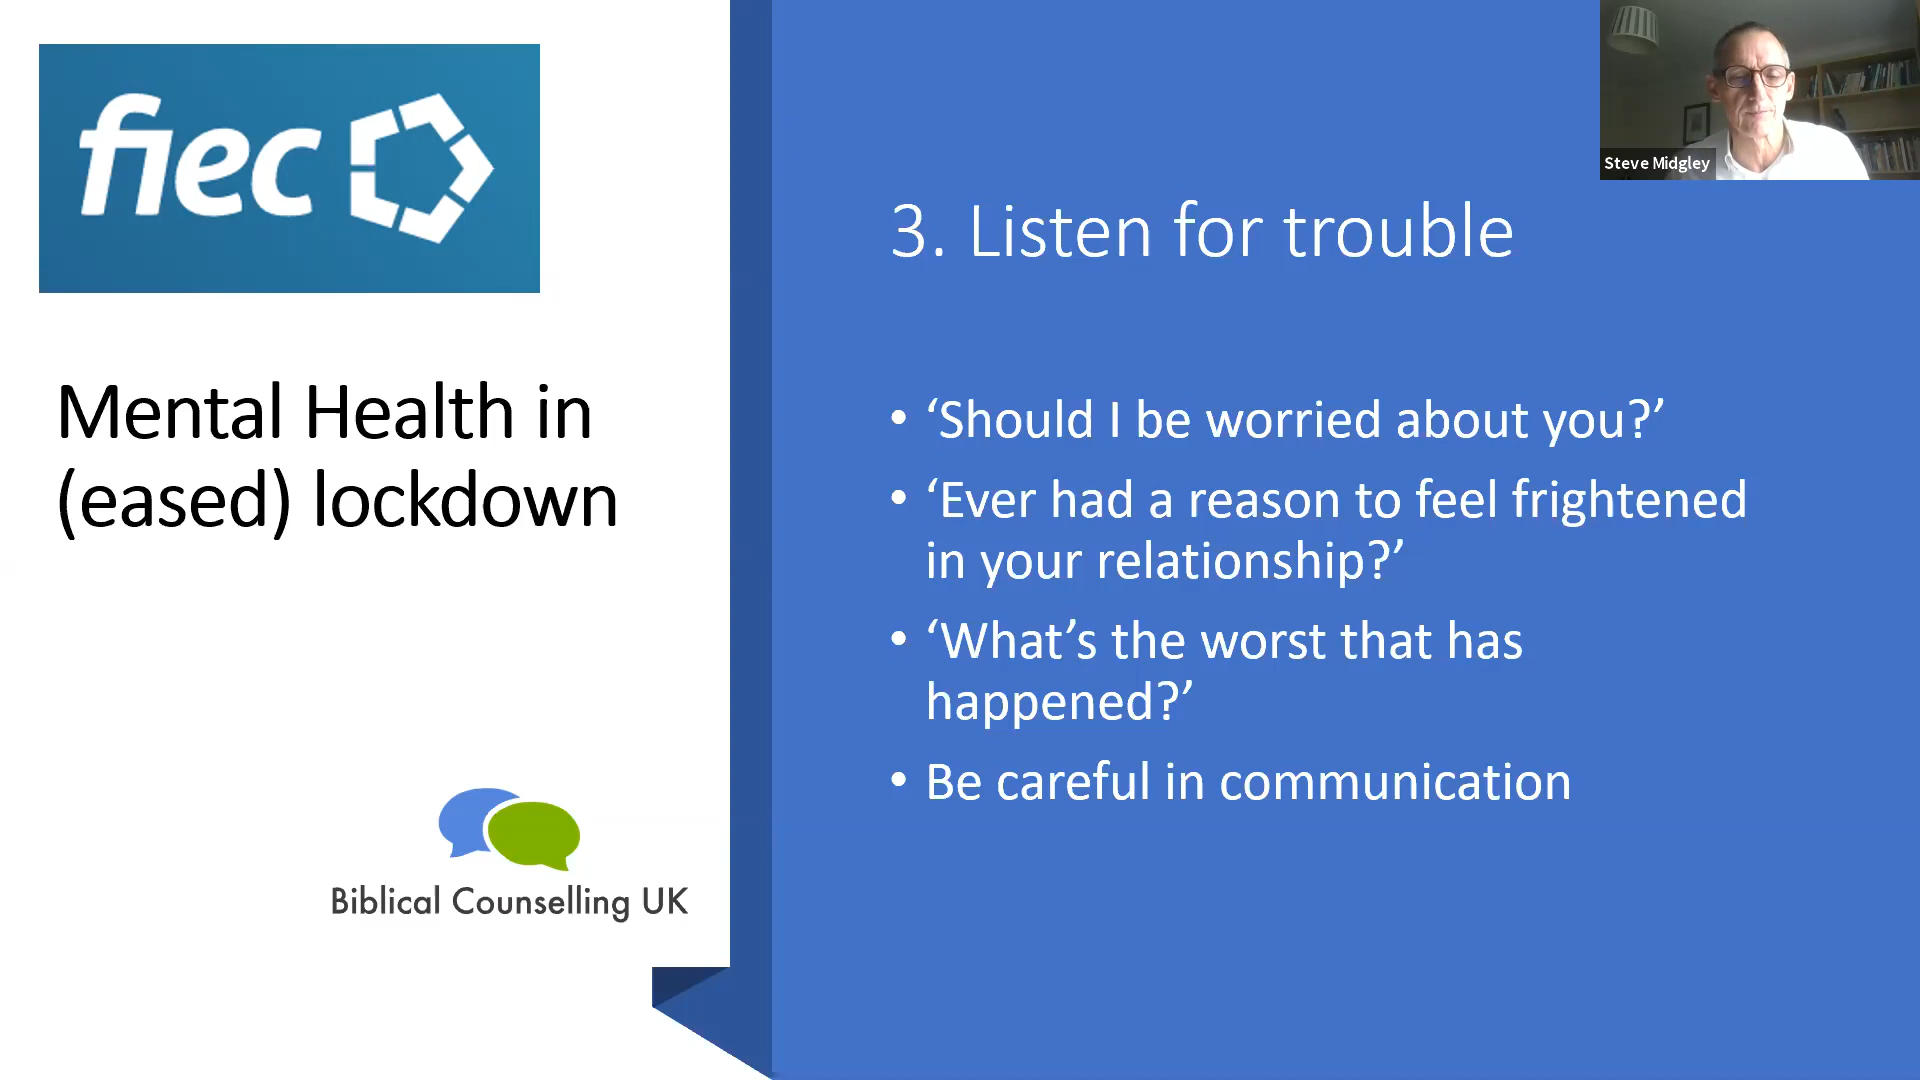 fiec
Mental Health in
(eased) lockdown
Biblical Counselling UK
3. Listen for trouble
• ‘Should I be worried about you?’
• ‘Ever had a reason to feel frightened
in your relationship?’
• ‘What’s the worst that has
happened?’
• Be careful in communication
Steve Midgley